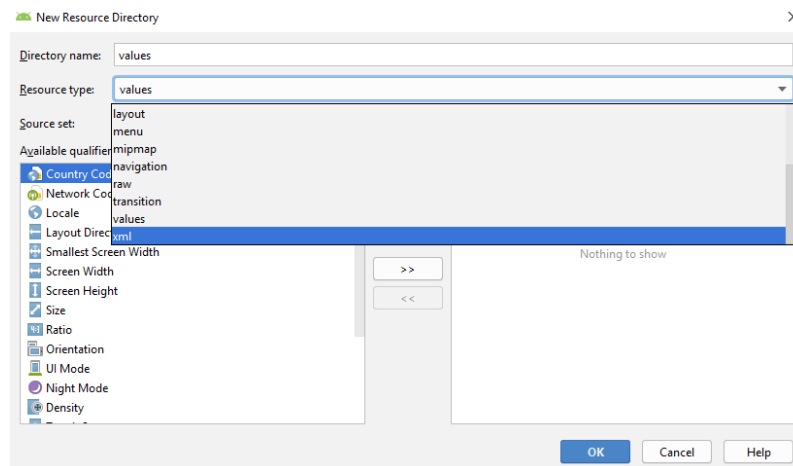 New Resource Directory
Directory name: values
Resource type: values
Source set:
layout
menu
mipmap
navigation
raw
transition
values
xml
Available qualifier
Country Cod
Network Coc
Locale
Layout Direc
Smallest Screen Width
Screen Width
Screen Height
Size
Ratio
Orientation
UI Mode
Night Mode
Density
>>
<<
Nothing to show
OK Cancel Help